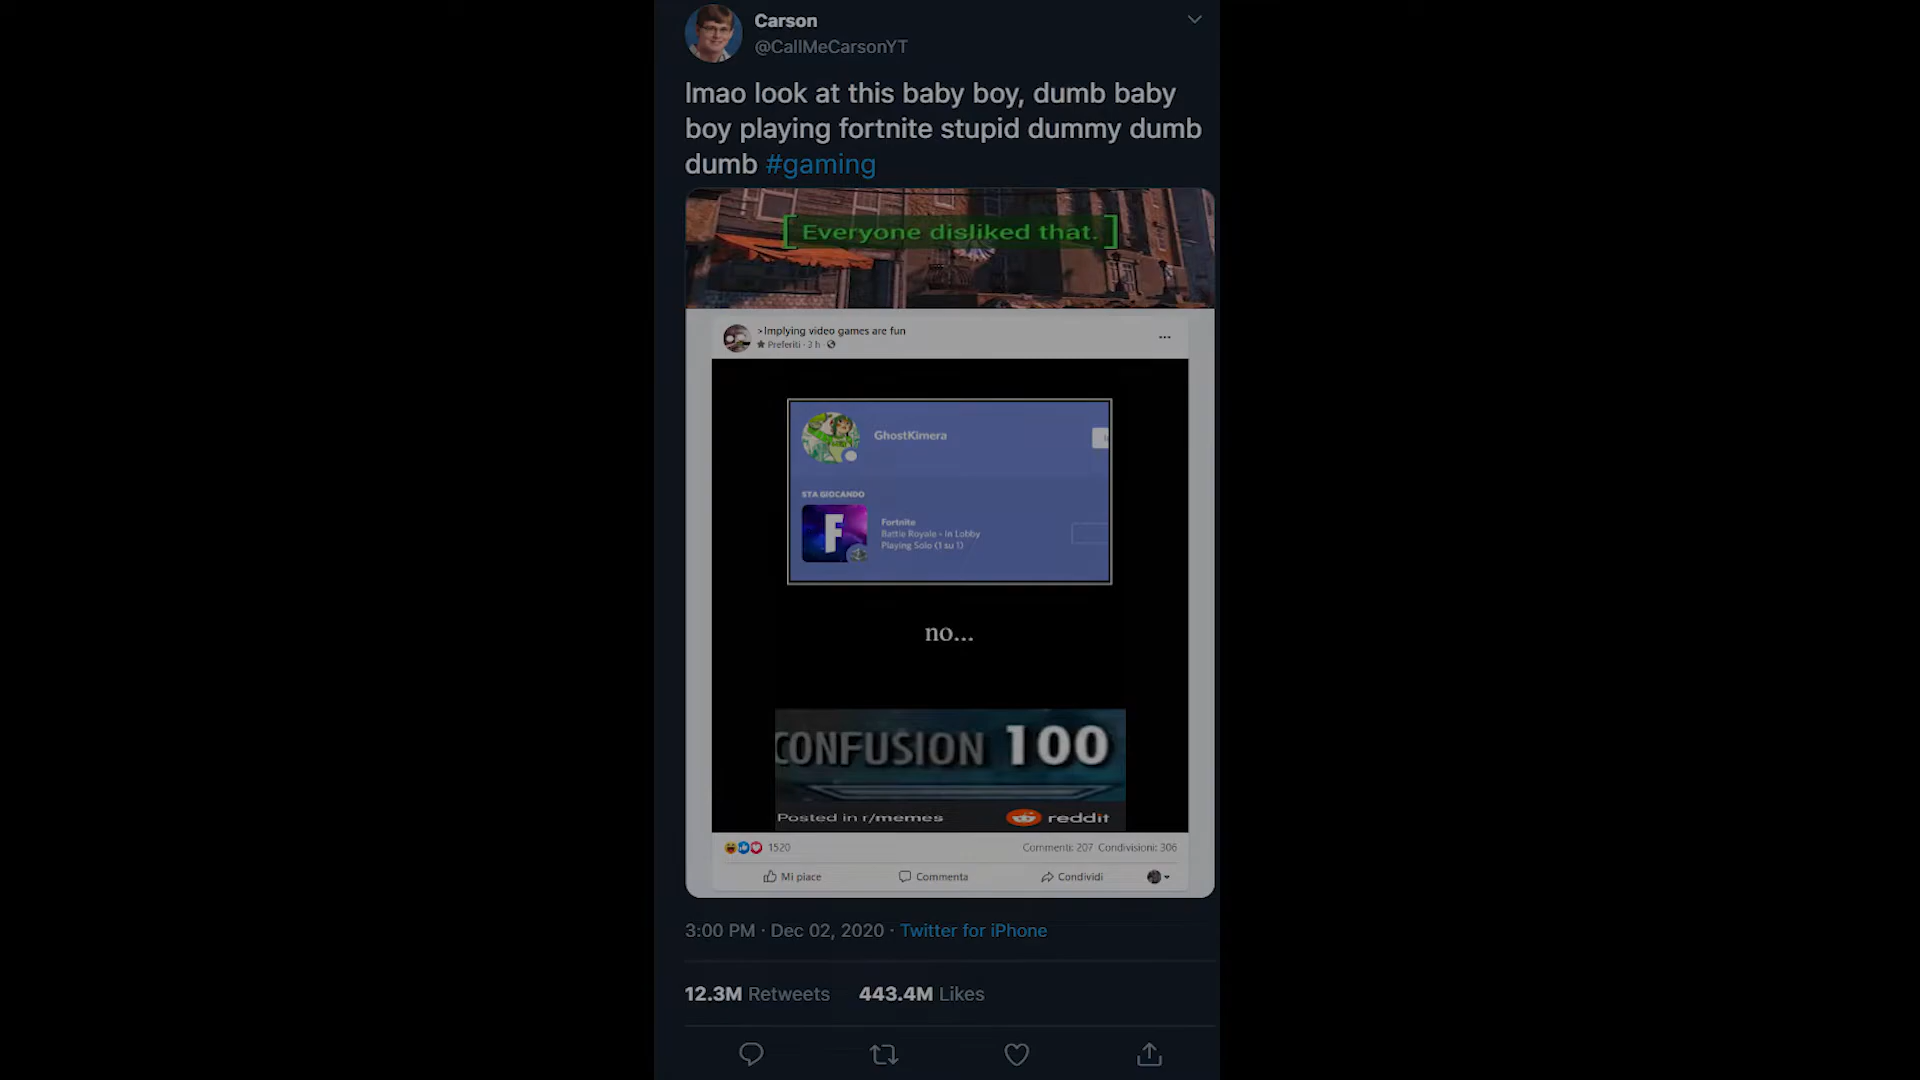 Carson
@CallMeCarsonYT
lmao look at this baby boy, dumb baby
boy playing fortnite stupid dummy dumb
dumb #gaming
[Everyone disliked that.]
>Implying video games are fun
Preferiti · 3 h ·
GhostKimera
STA GIOCANDO
F
Fortnite
Battle Royale - In Lobby
Playing Solo (1 su 1)
no...
CONFUSION 100
Posted in r/memes reddit
1520 Commenti: 207 Condivisioni: 306
Mi piace Commenta Condividi
3:00 PM · Dec 02, 2020 · Twitter for iPhone
12.3M Retweets 443.4M Likes